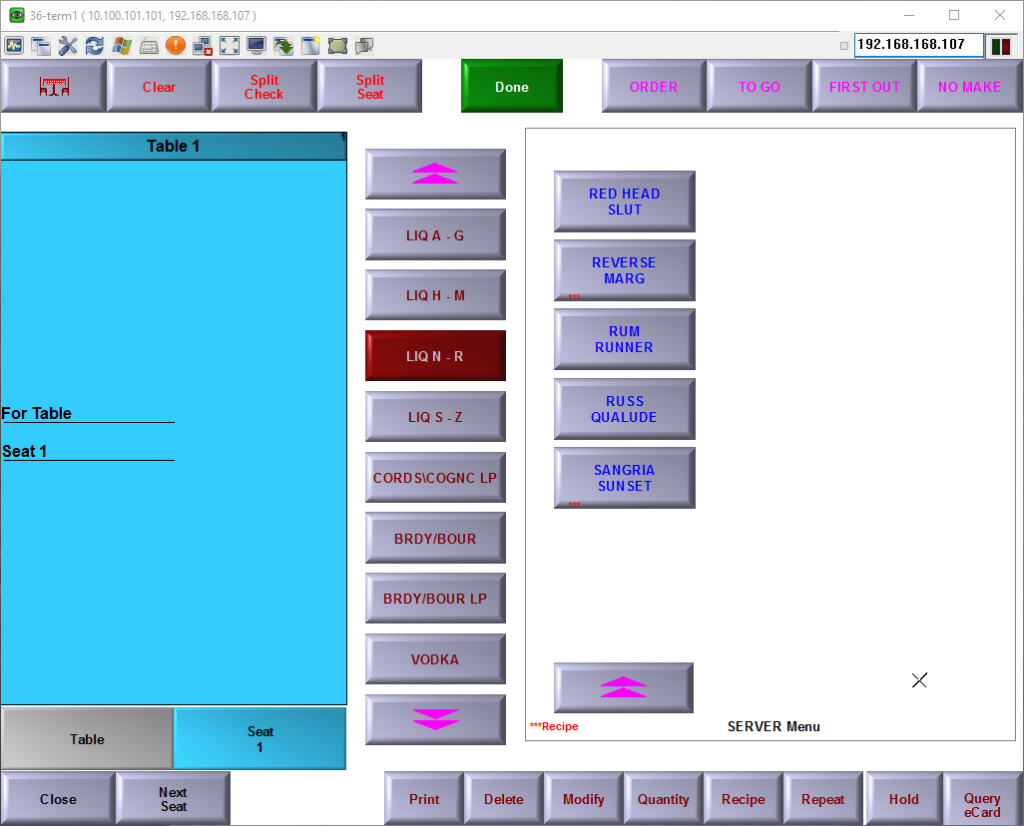 36-term1 ( 10.100.101.101, 192.168.168.107 )
192.168.168.107
Clear
Split
Check
Split
Seat
Done
ORDER
TO GO
FIRST OUT
NO MAKE
Table 1
1
For Table
Seat 1
LIQ A - G
LIQ H - M
LIQ N - R
LIQ S - Z
CORDS\COGNC LP
BRDY/BOUR
BRDY/BOUR LP
VODKA
RED HEAD
SLUT
REVERSE
MARG
***
RUM
RUNNER
RUSS
QUALUDE
SANGRIA
SUNSET
***
***Recipe
SERVER Menu
Table
Seat
1
Close
Next
Seat
Print
Delete
Modify
Quantity
Recipe
Repeat
Hold
Query
eCard